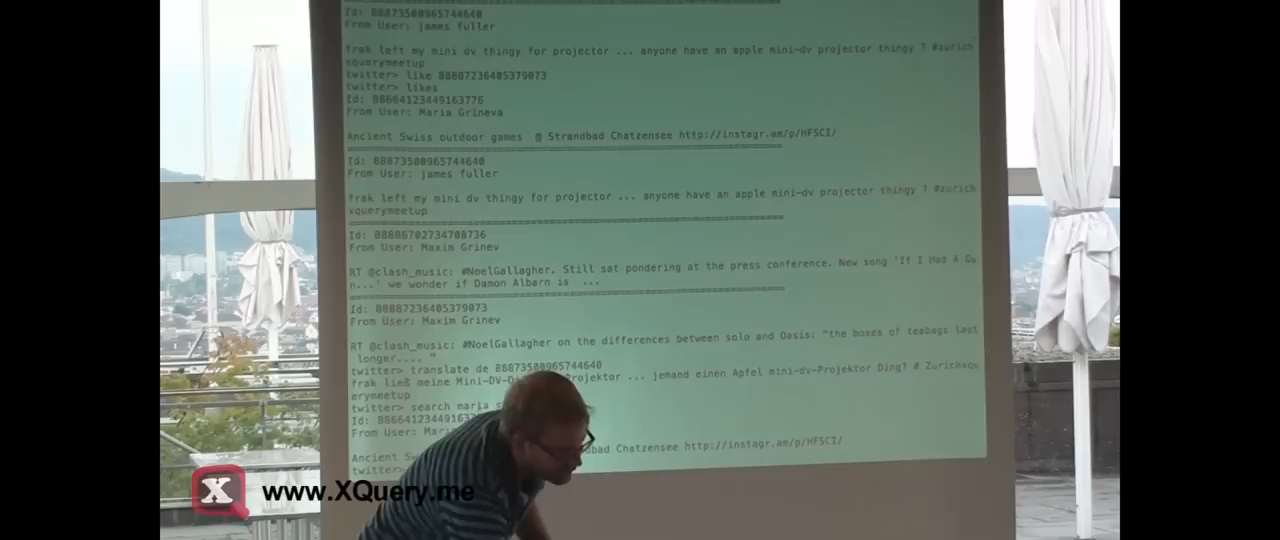 Id: 88873500965744640
From User: james fuller
frak left my mini dv thingy for projector ... anyone have an apple mini-dv projector thingy ? #zurich
xquerymeetup
twitter> like 88887236405379073
twitter> likes
Id: 88664123449163776
From User: Maria Grineva
Ancient Swiss outdoor games @ Strandbad Chatzensee http://instagr.am/p/HFSCI/
Id: 88873500965744640
From User: james fuller
frak left my mini dv thingy for projector ... anyone have an apple mini-dv projector thingy ? #zurich
xquerymeetup
Id: 88886702734708736
From User: Maxim Grinev
RT @clash_music: #NoelGallagher. Still sat pondering at the press conference. New song 'If I Had A Gu
n...' we wonder if Damon Albarn is ...
Id: 88887236405379073
From User: Maxim Grinev
RT @clash_music: #NoelGallagher on the differences between solo and Oasis: "the boxes of teabags last
longer.... "
twitter> translate de 88873500965744640
frak ließ meine Mini-DV- Projektor ... jemand einen Apfel mini-dv-Projektor Ding? # Zurichxqu
erymeetup
twitter> search maria
Id: 88664123449163
From User:
Ancient Chatzensee http://instagr.am/p/HFSCI/
twitter>
X www.XQuery.me